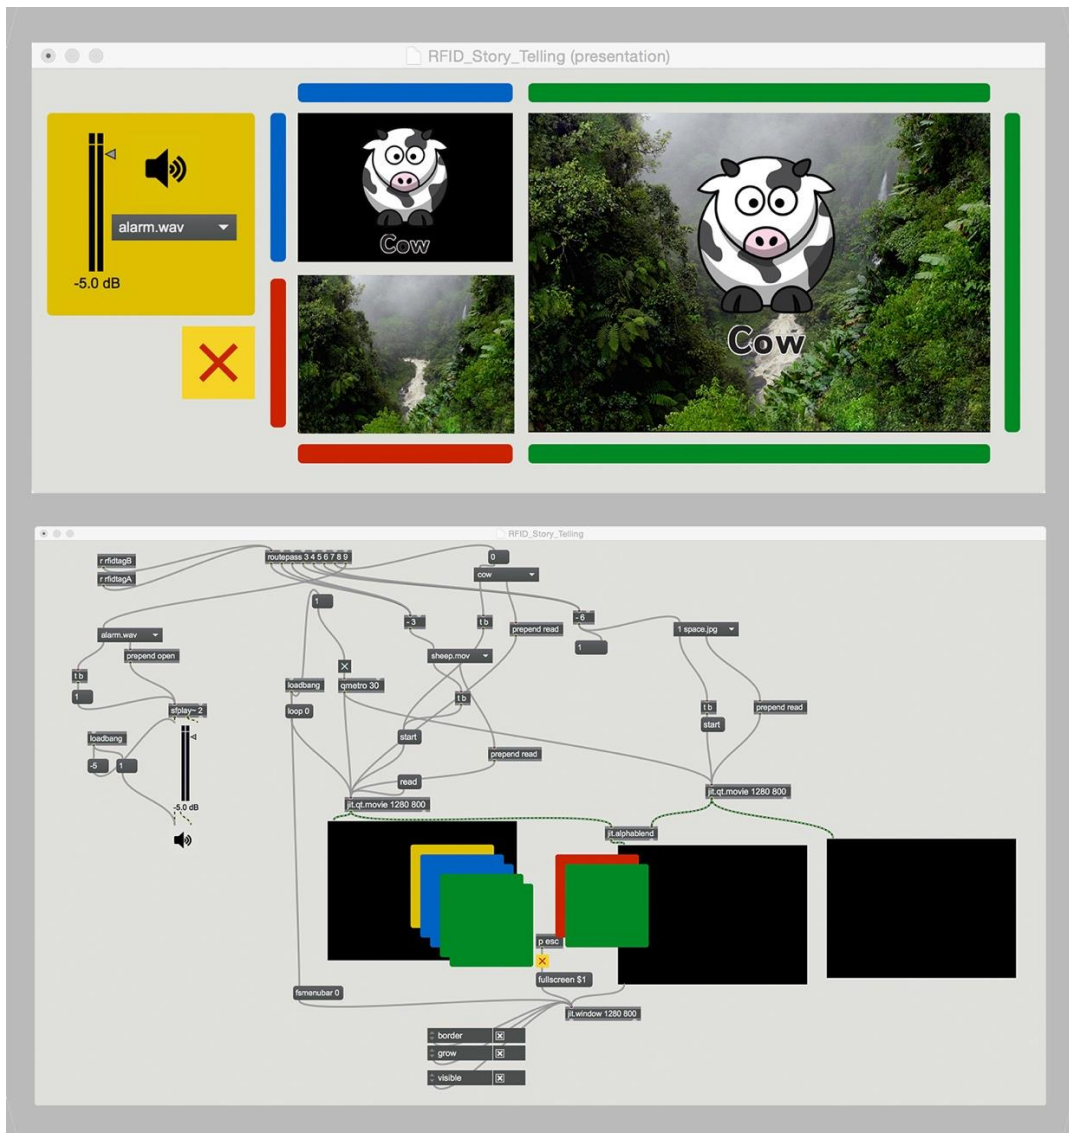 RFID_Story_Telling (presentation)
alarm.wav
-5.0 dB
Cow
Cow
RFID_Story_Telling
r rfidtagB
r rfidtagA
routepass 3 4 5 6 7 8 9
0
cow
1
- 3
t b
prepend read
- 6
1
1 space.jpg
alarm.wav
prepend open
sheep.mov
t b
1
loadbang
qmetro 30
t b
loop 0
sfplay~ 2
t b
prepend read
start
start
loadbang
-5
1
prepend read
read
-5.0 dB
jit.qt.movie 1280 800
jit.qt.movie 1280 800
jit.alphablend
p esc
fullscreen $1
fsmenubar 0
jit.window 1280 800
border
grow
visible